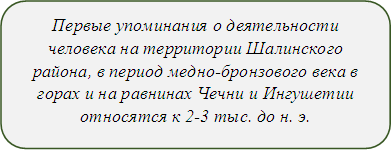 Первые упоминания о деятельности
человека на территории Шалинского
района, в период медно-бронзового века в
горах и на равнинах Чечни и Ингушетии
относятся к 2-3 тыс. до н. э.